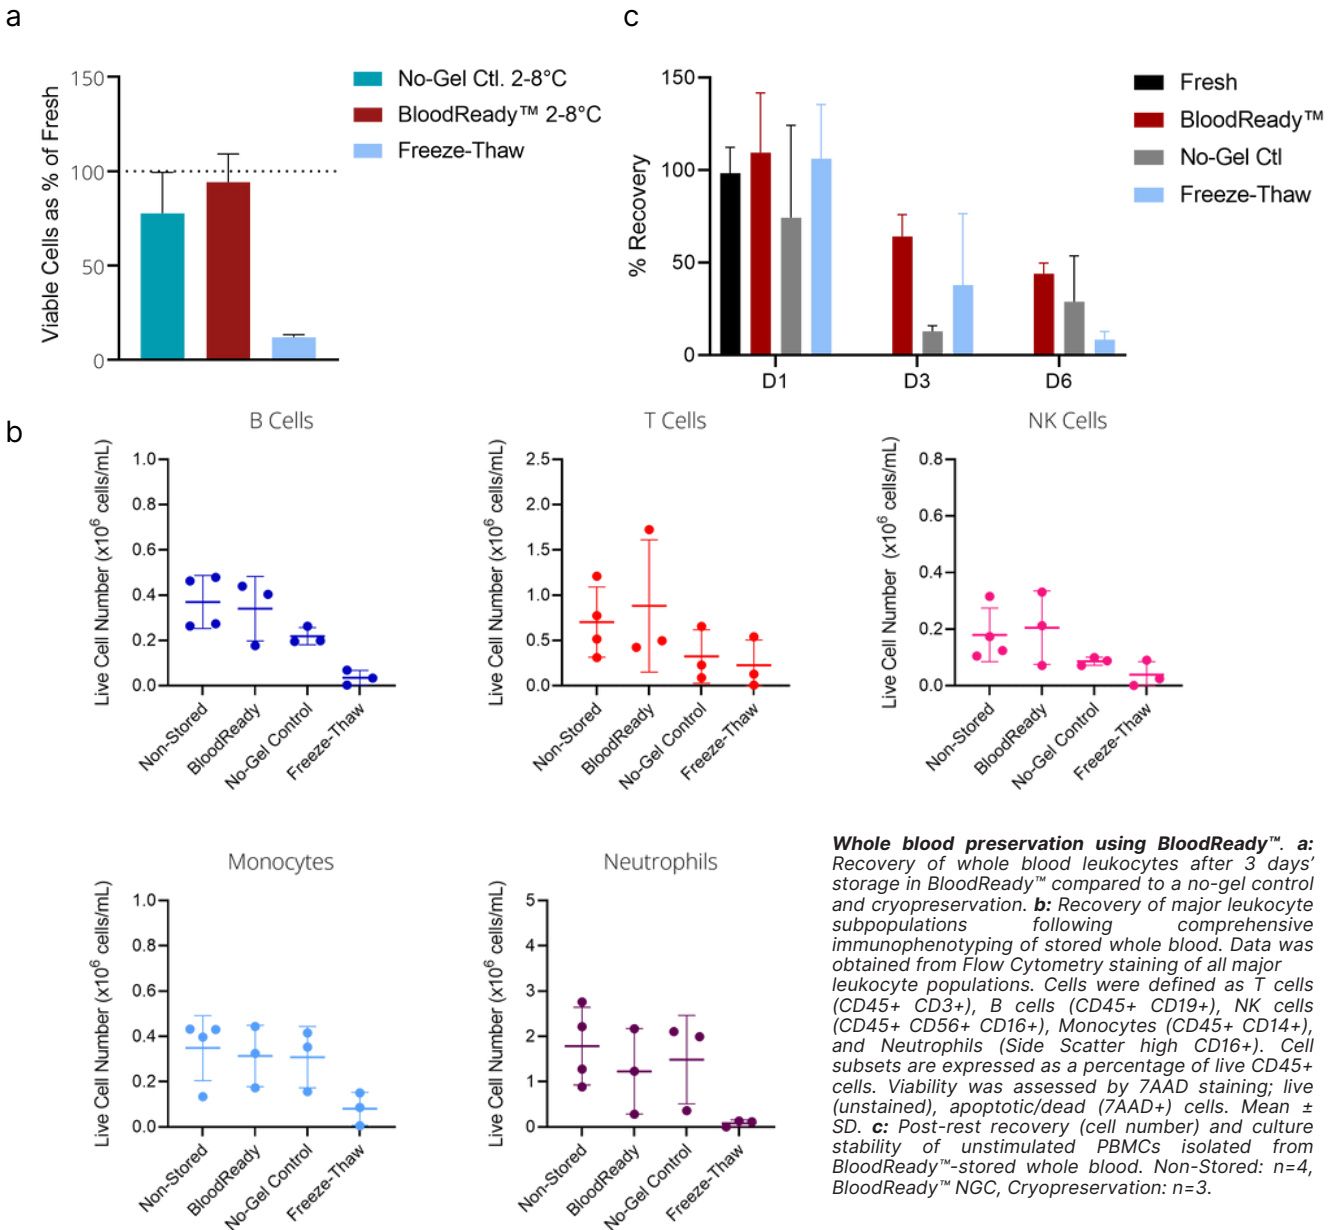 a
150
100
50
0
Viable Cells as % of Fresh
No-Gel Ctl. 2-8°C
BloodReady™ 2-8°C
Freeze-Thaw
c
150
100
50
0
% Recovery
D1
D3
D6
Fresh
BloodReady™
No-Gel Ctl
Freeze-Thaw
b
B Cells
Live Cell Number (x10⁶ cells/mL)
1.0
0.8
0.6
0.4
0.2
0.0
Non-Stored
BloodReady
No-Gel Control
Freeze-Thaw
T Cells
Live Cell Number (x10⁶ cells/mL)
2.5
2.0
1.5
1.0
0.5
0.0
Non-Stored
BloodReady
No-Gel Control
Freeze-Thaw
NK Cells
Live Cell Number (x10⁶ cells/mL)
0.8
0.6
0.4
0.2
0.0
Non-Stored
BloodReady
No-Gel Control
Freeze-Thaw
Monocytes
Live Cell Number (x10⁶ cells/mL)
1.0
0.8
0.6
0.4
0.2
0.0
Non-Stored
BloodReady
No-Gel Control
Freeze-Thaw
Neutrophils
Live Cell Number (x10⁶ cells/mL)
5
4
3
2
1
0
Non-Stored
BloodReady
No-Gel Control
Freeze-Thaw
Whole blood preservation using BloodReady™. a:
Recovery of whole blood leukocytes after 3 days'
storage in BloodReady™ compared to a no-gel control
and cryopreservation. b: Recovery of major leukocyte
subpopulations following comprehensive
immunophenotyping of stored whole blood. Data was
obtained from Flow Cytometry staining of all major
leukocyte populations. Cells were defined as T cells
(CD45+ CD3+), B cells (CD45+ CD19+), NK cells
(CD45+ CD56+ CD16+), Monocytes (CD45+ CD14+),
and Neutrophils (Side Scatter high CD16+). Cell
subsets are expressed as a percentage of live CD45+
cells. Viability was assessed by 7AAD staining; live
(unstained), apoptotic/dead (7AAD+) cells. Mean ±
SD. c: Post-rest recovery (cell number) and culture
stability of unstimulated PBMCs isolated from
BloodReady™-stored whole blood. Non-Stored: n=4,
BloodReady™ NGC, Cryopreservation: n=3.